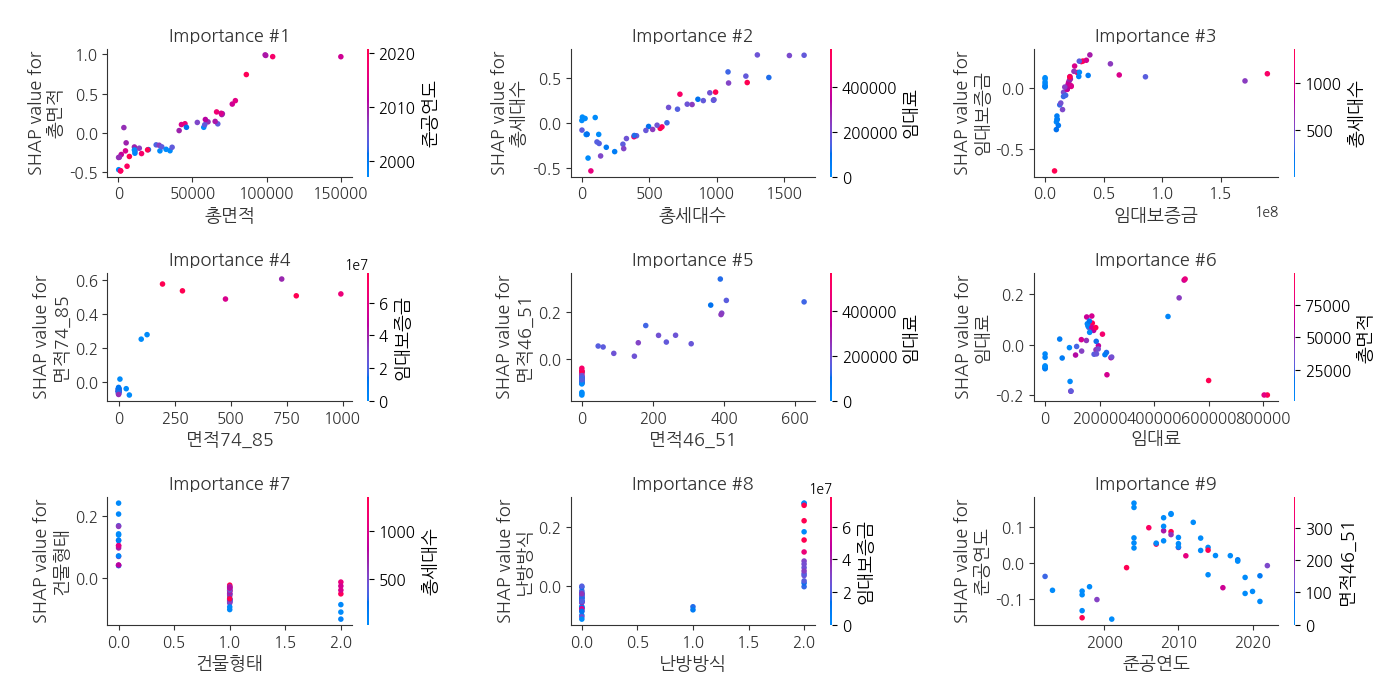 Importance #1
SHAP value for
총면적
1.0
0.5
0.0
-0.5
0
50000
100000
150000
총면적
2020
2010
2000
준공연도
Importance #2
SHAP value for
총세대수
0.5
0.0
-0.5
0
500
1000
1500
총세대수
400000
200000
0
임대료
Importance #3
SHAP value for
임대보증금
0.0
-0.5
0.0
0.5
1.0
1.5
1e8
임대보증금
1000
500
총세대수
Importance #4
SHAP value for
면적74_85
0.6
0.4
0.2
0.0
0
250
500
750
1000
면적74_85
1e7
6
4
2
0
임대보증금
Importance #5
SHAP value for
면적46_51
0.2
0.0
0
200
400
600
면적46_51
400000
200000
0
임대료
Importance #6
SHAP value for
임대료
0.2
0.0
-0.2
0
200000
400000
600000
800000
임대료
75000
50000
25000
총면적
Importance #7
SHAP value for
건물형태
0.2
0.0
0.0
0.5
1.0
1.5
2.0
건물형태
1000
500
총세대수
Importance #8
SHAP value for
난방방식
0.2
0.0
0.0
0.5
1.0
1.5
2.0
난방방식
1e7
6
4
2
0
임대보증금
Importance #9
SHAP value for
준공연도
0.1
0.0
-0.1
2000
2010
2020
준공연도
300
200
100
0
면적46_51